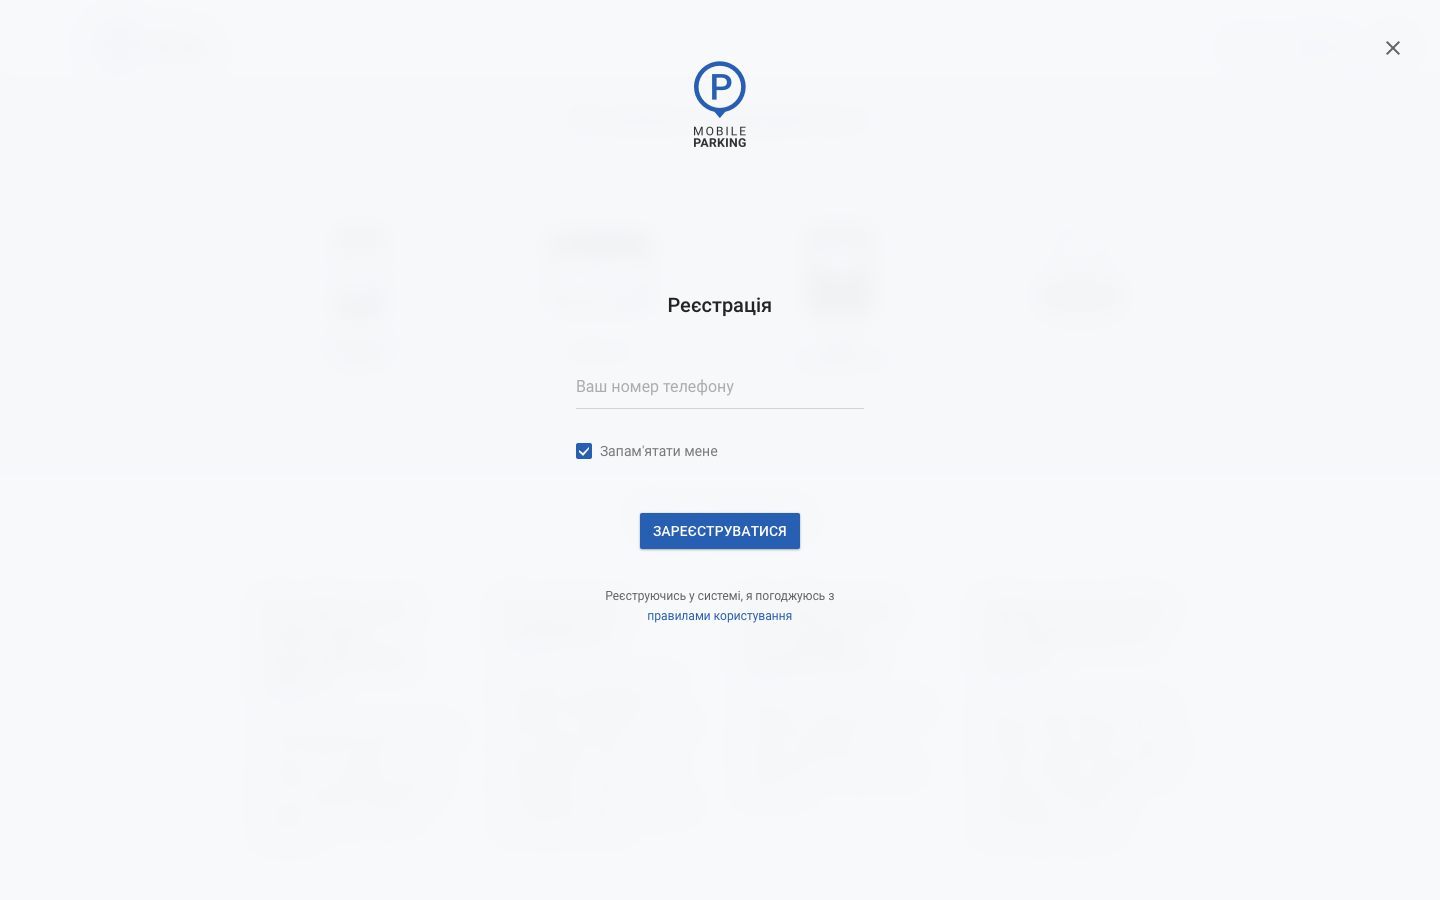 P
MOBILE
PARKING
Реєстрація
Ваш номер телефону
Запам'ятати мене
ЗАРЕЄСТРУВАТИСЯ
Реєструючись у системі, я погоджуюсь з
правилами користування